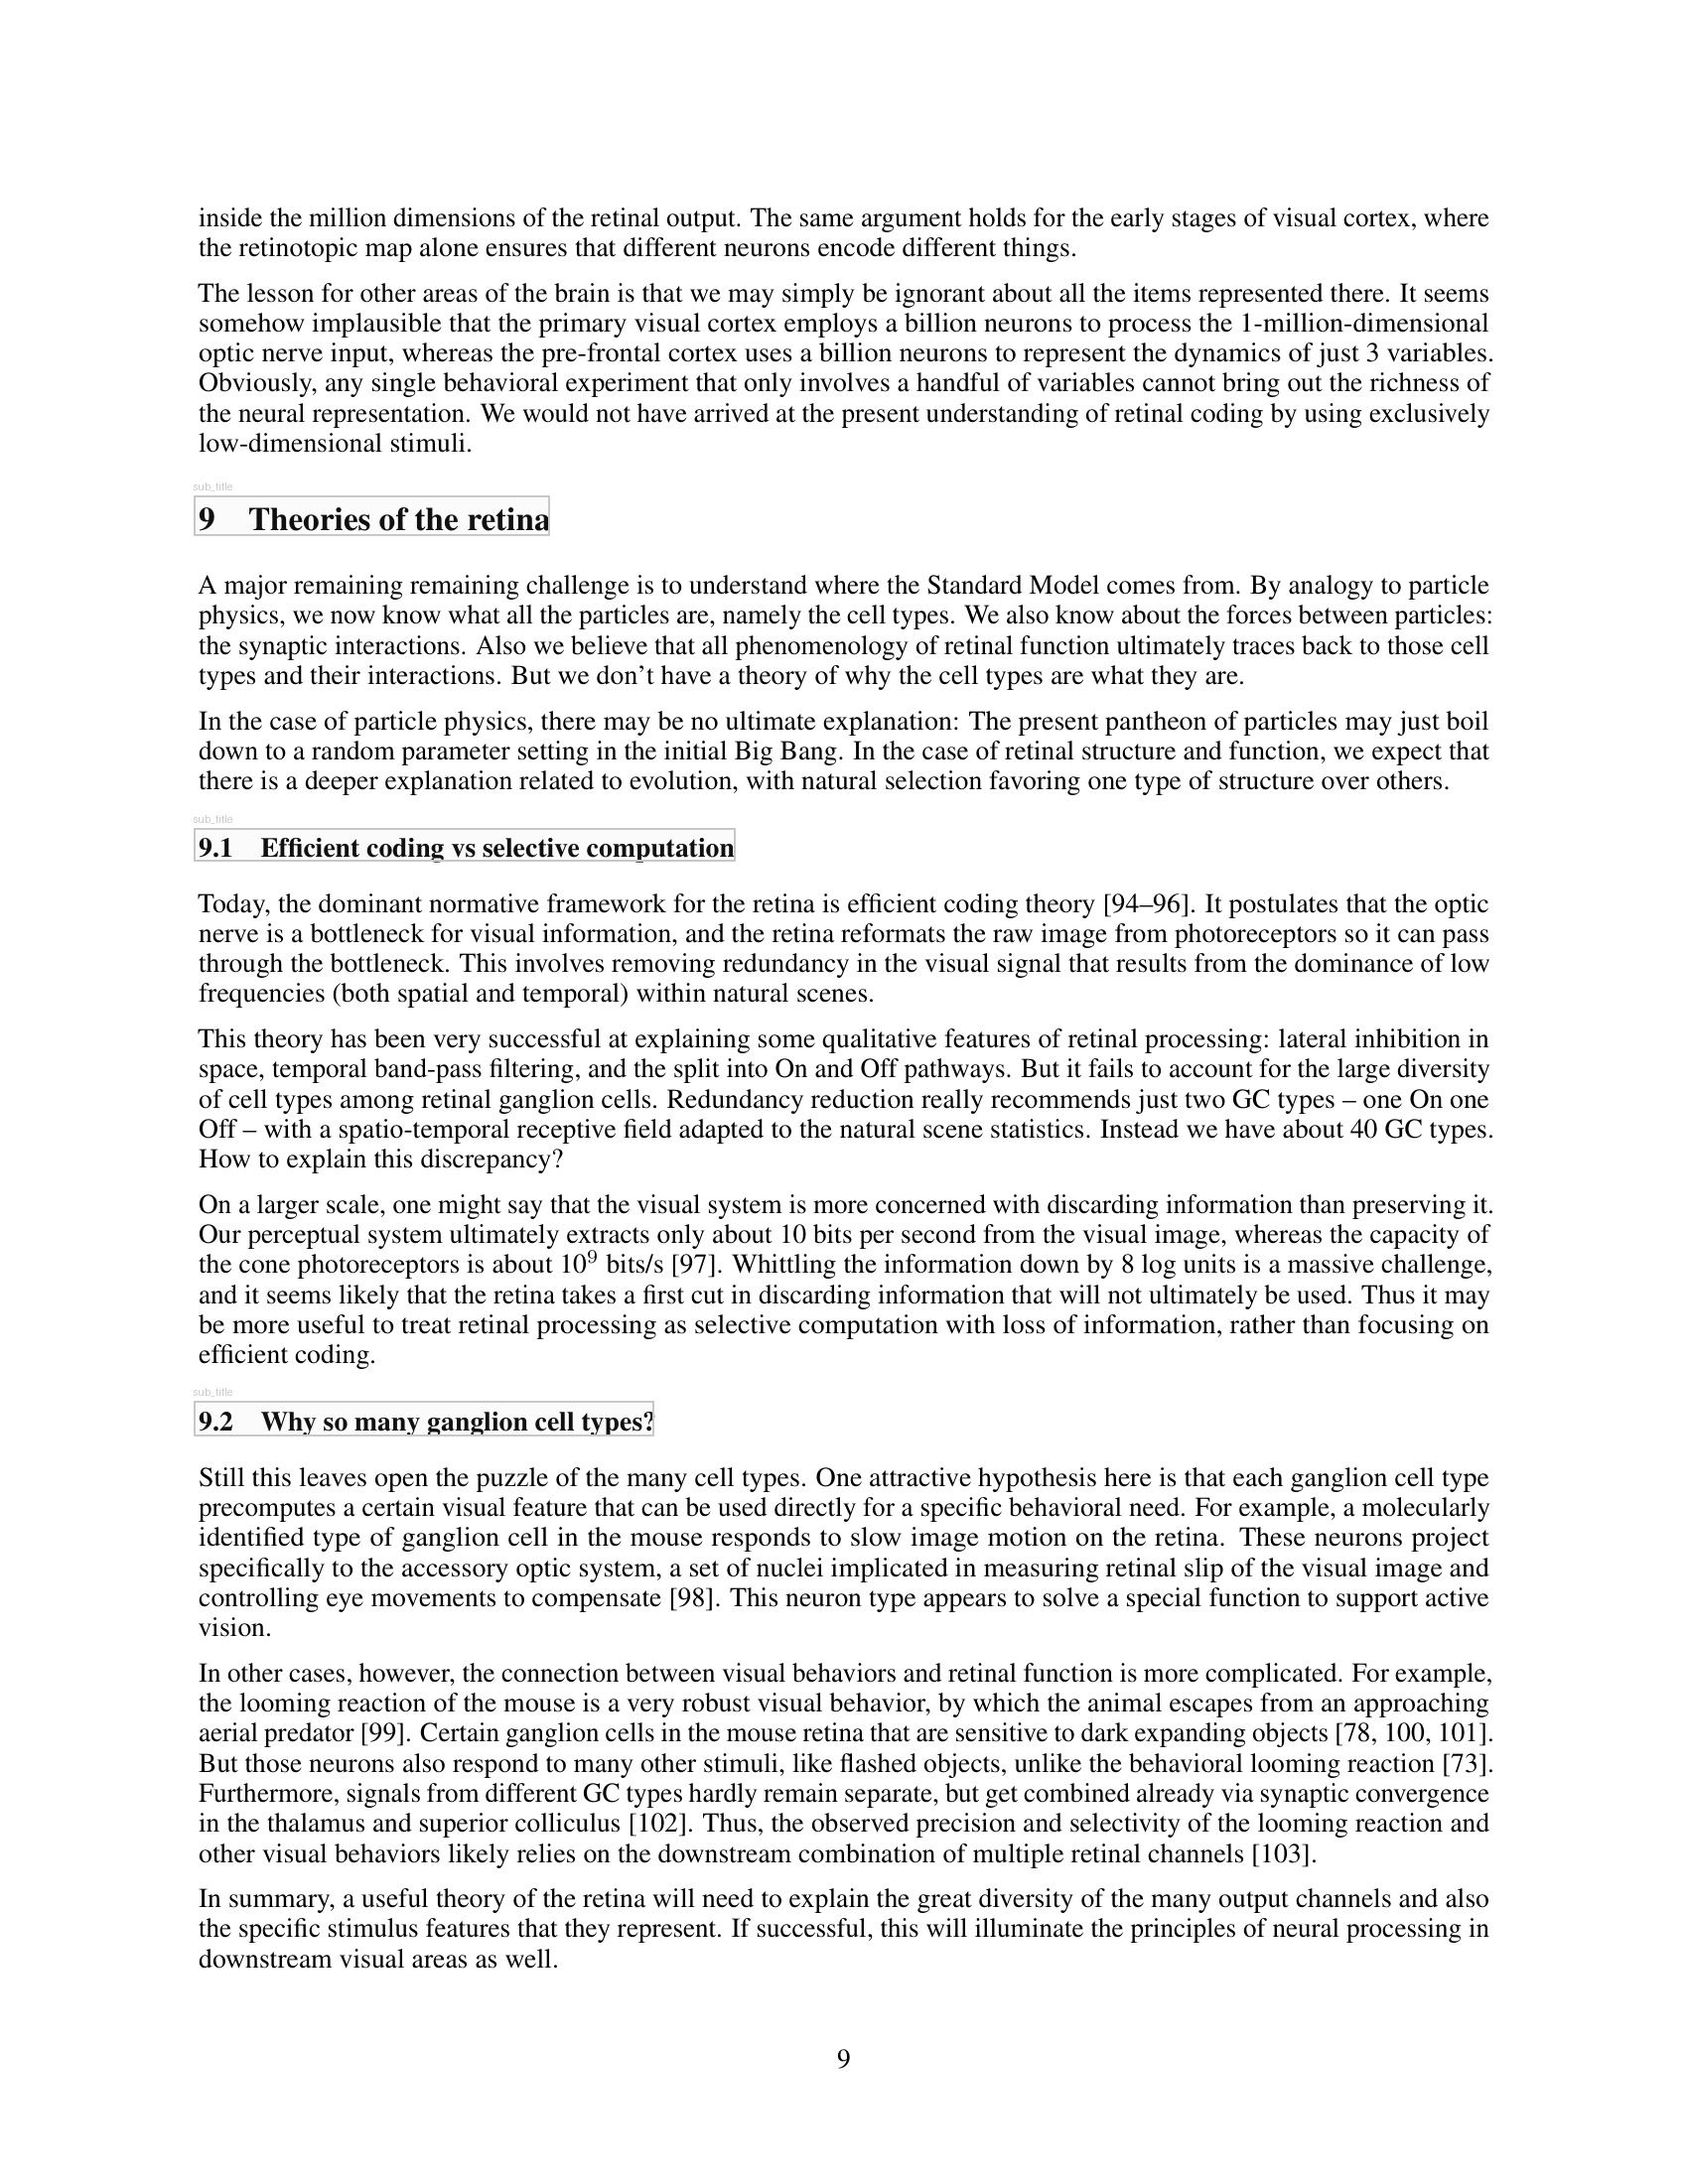 inside the million dimensions of the retinal output. The same argument holds for the early stages of visual cortex, where
the retinotopic map alone ensures that different neurons encode different things.
The lesson for other areas of the brain is that we may simply be ignorant about all the items represented there. It seems
somehow implausible that the primary visual cortex employs a billion neurons to process the 1-million-dimensional
optic nerve input, whereas the pre-frontal cortex uses a billion neurons to represent the dynamics of just 3 variables.
Obviously, any single behavioral experiment that only involves a handful of variables cannot bring out the richness of
the neural representation. We would not have arrived at the present understanding of retinal coding by using exclusively
low-dimensional stimuli.
sub_title
9 Theories of the retina
A major remaining remaining challenge is to understand where the Standard Model comes from. By analogy to particle
physics, we now know what all the particles are, namely the cell types. We also know about the forces between particles:
the synaptic interactions. Also we believe that all phenomenology of retinal function ultimately traces back to those cell
types and their interactions. But we don't have a theory of why the cell types are what they are.
In the case of particle physics, there may be no ultimate explanation: The present pantheon of particles may just boil
down to a random parameter setting in the initial Big Bang. In the case of retinal structure and function, we expect that
there is a deeper explanation related to evolution, with natural selection favoring one type of structure over others.
sub_title
9.1 Efficient coding vs selective computation
Today, the dominant normative framework for the retina is efficient coding theory [94–96]. It postulates that the optic
nerve is a bottleneck for visual information, and the retina reformats the raw image from photoreceptors so it can pass
through the bottleneck. This involves removing redundancy in the visual signal that results from the dominance of low
frequencies (both spatial and temporal) within natural scenes.
This theory has been very successful at explaining some qualitative features of retinal processing: lateral inhibition in
space, temporal band-pass filtering, and the split into On and Off pathways. But it fails to account for the large diversity
of cell types among retinal ganglion cells. Redundancy reduction really recommends just two GC types – one On one
Off – with a spatio-temporal receptive field adapted to the natural scene statistics. Instead we have about 40 GC types.
How to explain this discrepancy?
On a larger scale, one might say that the visual system is more concerned with discarding information than preserving it.
Our perceptual system ultimately extracts only about 10 bits per second from the visual image, whereas the capacity of
the cone photoreceptors is about 10⁹ bits/s [97]. Whittling the information down by 8 log units is a massive challenge,
and it seems likely that the retina takes a first cut in discarding information that will not ultimately be used. Thus it may
be more useful to treat retinal processing as selective computation with loss of information, rather than focusing on
efficient coding.
sub_title
9.2 Why so many ganglion cell types?
Still this leaves open the puzzle of the many cell types. One attractive hypothesis here is that each ganglion cell type
precomputes a certain visual feature that can be used directly for a specific behavioral need. For example, a molecularly
identified type of ganglion cell in the mouse responds to slow image motion on the retina. These neurons project
specifically to the accessory optic system, a set of nuclei implicated in measuring retinal slip of the visual image and
controlling eye movements to compensate [98]. This neuron type appears to solve a special function to support active
vision.
In other cases, however, the connection between visual behaviors and retinal function is more complicated. For example,
the looming reaction of the mouse is a very robust visual behavior, by which the animal escapes from an approaching
aerial predator [99]. Certain ganglion cells in the mouse retina that are sensitive to dark expanding objects [78, 100, 101].
But those neurons also respond to many other stimuli, like flashed objects, unlike the behavioral looming reaction [73].
Furthermore, signals from different GC types hardly remain separate, but get combined already via synaptic convergence
in the thalamus and superior colliculus [102]. Thus, the observed precision and selectivity of the looming reaction and
other visual behaviors likely relies on the downstream combination of multiple retinal channels [103].
In summary, a useful theory of the retina will need to explain the great diversity of the many output channels and also
the specific stimulus features that they represent. If successful, this will illuminate the principles of neural processing in
downstream visual areas as well.
9